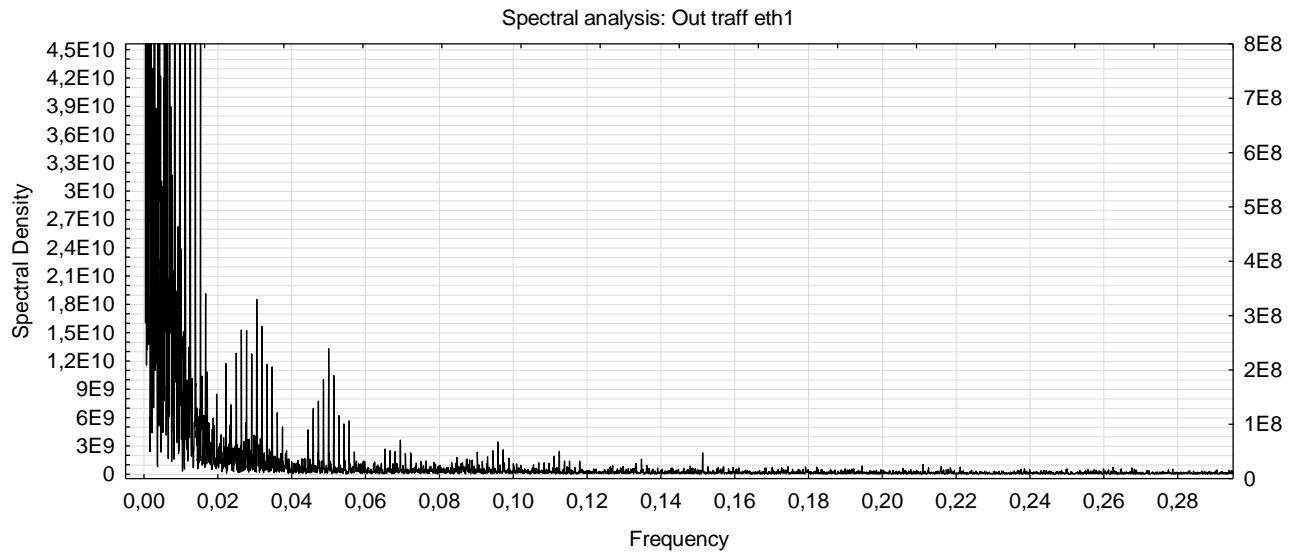 Spectral analysis: Out traff eth1
4,5E10
4,2E10
3,9E10
3,6E10
3,3E10
3E10
2,7E10
2,4E10
2,1E10
1,8E10
1,5E10
1,2E10
9E9
6E9
3E9
0
Spectral Density
8E8
7E8
6E8
5E8
4E8
3E8
2E8
1E8
0
0,00 0,02 0,04 0,06 0,08 0,10 0,12 0,14 0,16 0,18 0,20 0,22 0,24 0,26 0,28
Frequency